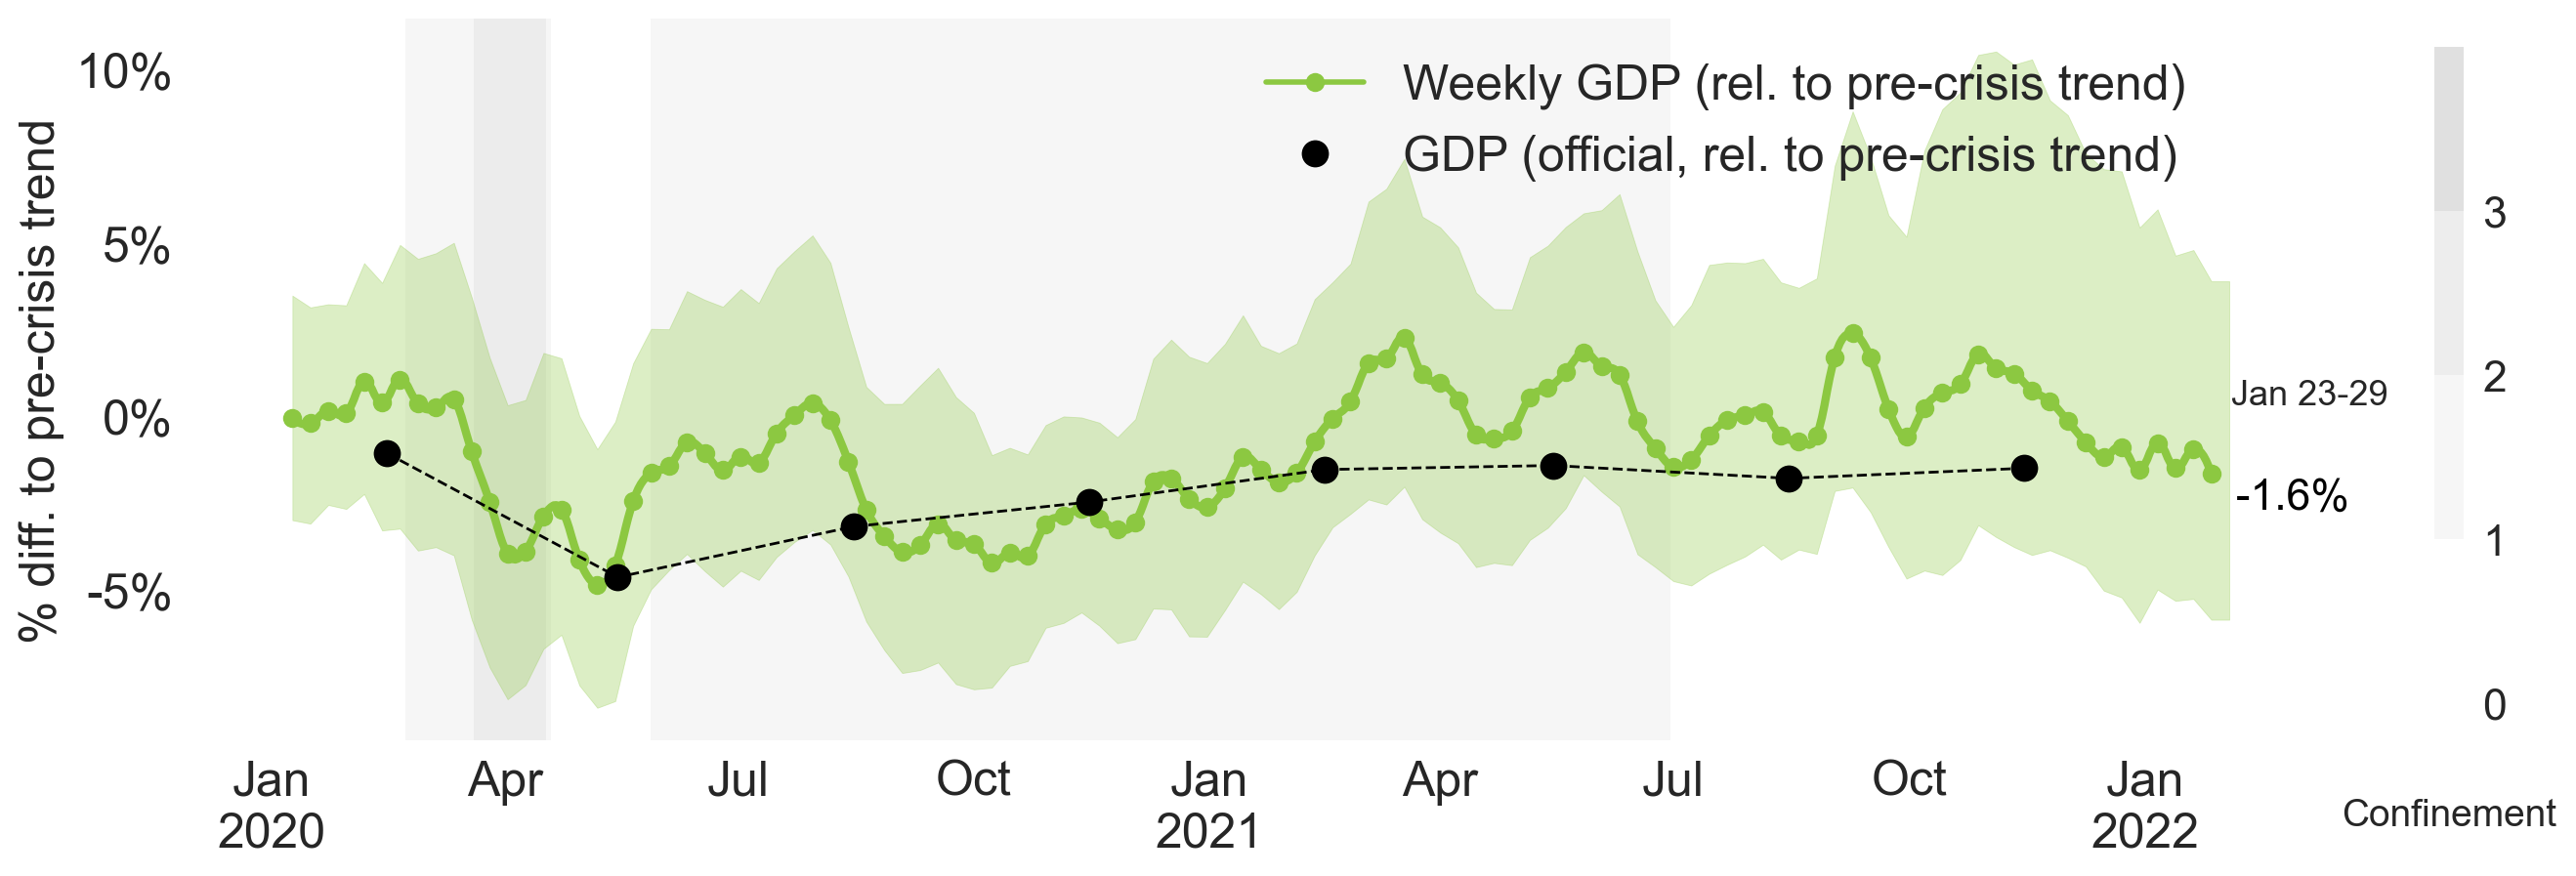 % diff. to pre-crisis trend
10%
5%
0%
-5%
Weekly GDP (rel. to pre-crisis trend)
GDP (official, rel. to pre-crisis trend)
Jan 23-29
-1.6%
3
2
1
0
Confinement
Jan Apr Jul Oct Jan Apr Jul Oct Jan
2020 2021 2022